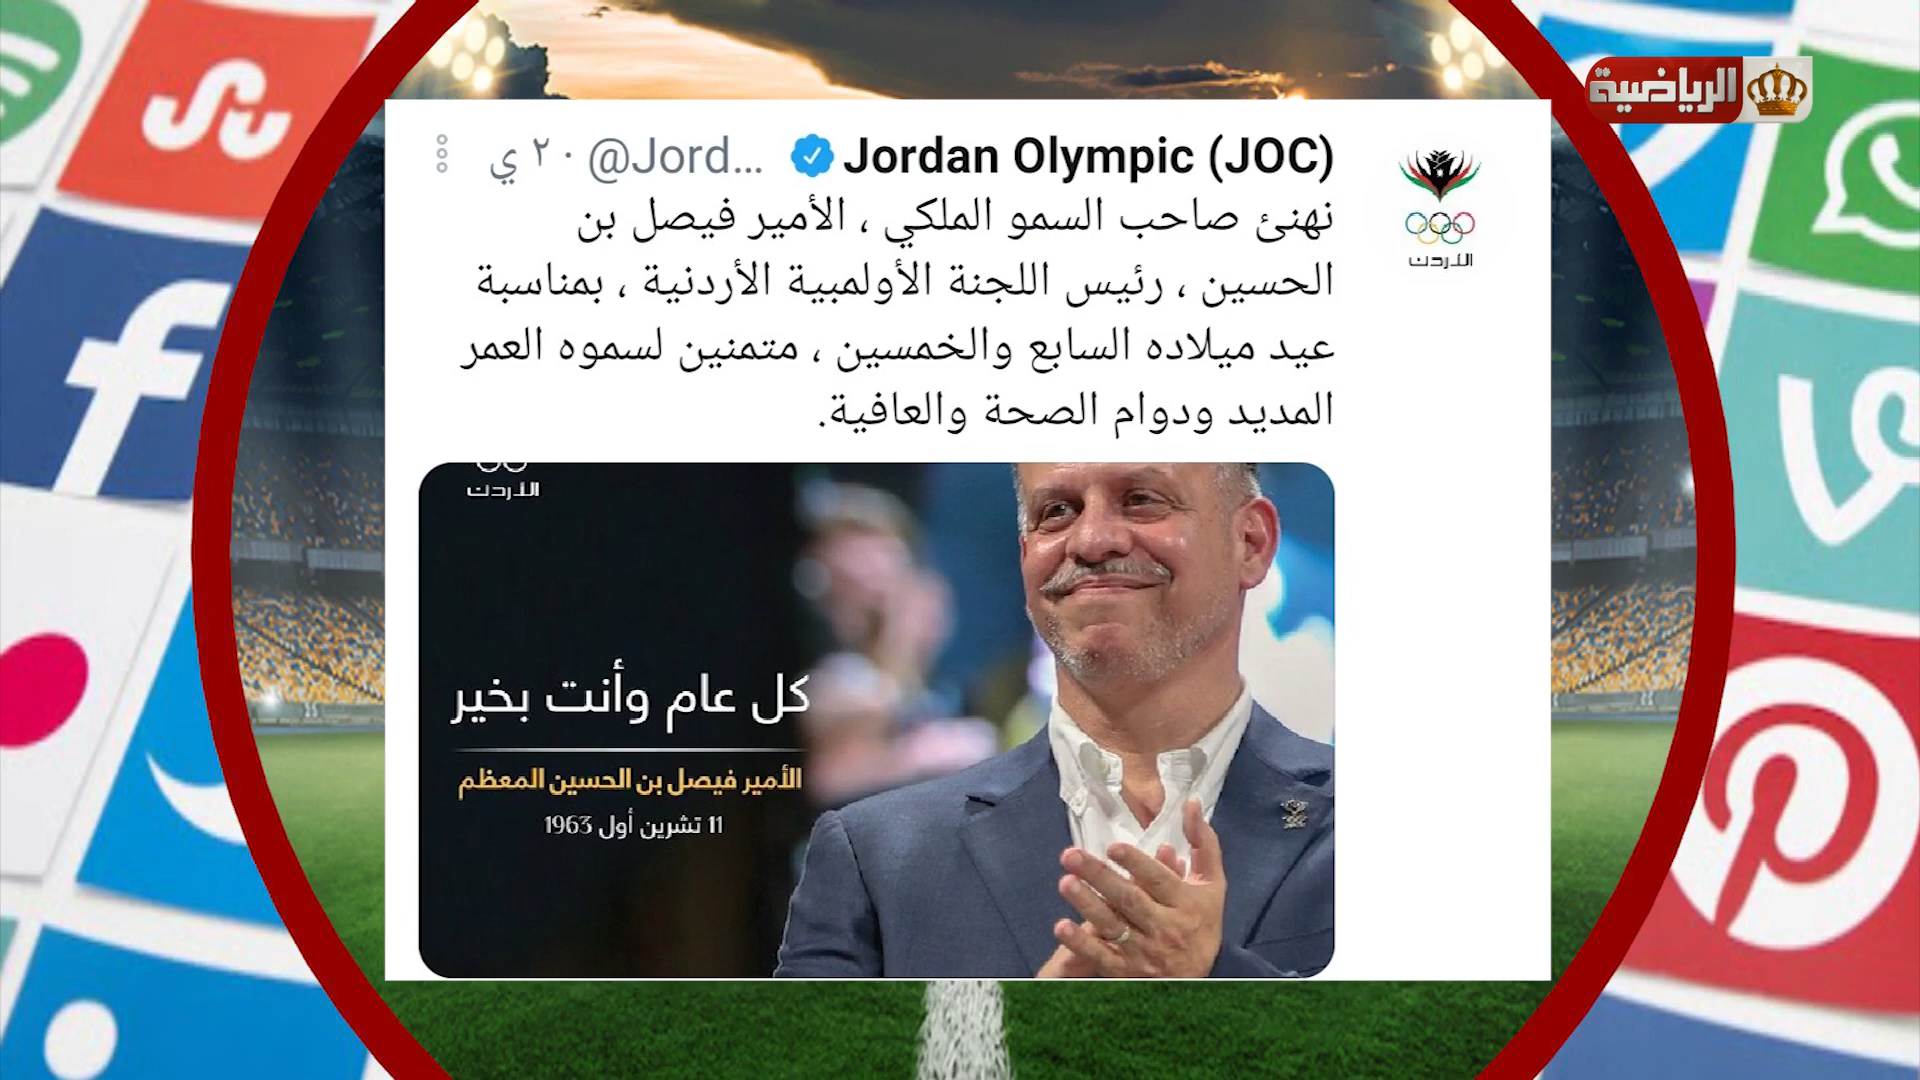 الرياضية
Jordan Olympic (JOC) @Jord... · ٢٠ ي
نهنئ صاحب السمو الملكي ، الأمير فيصل بن
الحسين ، رئيس اللجنة الأولمبية الأردنية ، بمناسبة
عيد ميلاده السابع والخمسين ، متمنين لسموه العمر
المديد ودوام الصحة والعافية.
الأردن
الأردن
كل عام وأنت بخير
الأمير فيصل بن الحسين المعظم
11 تشرين أول 1963